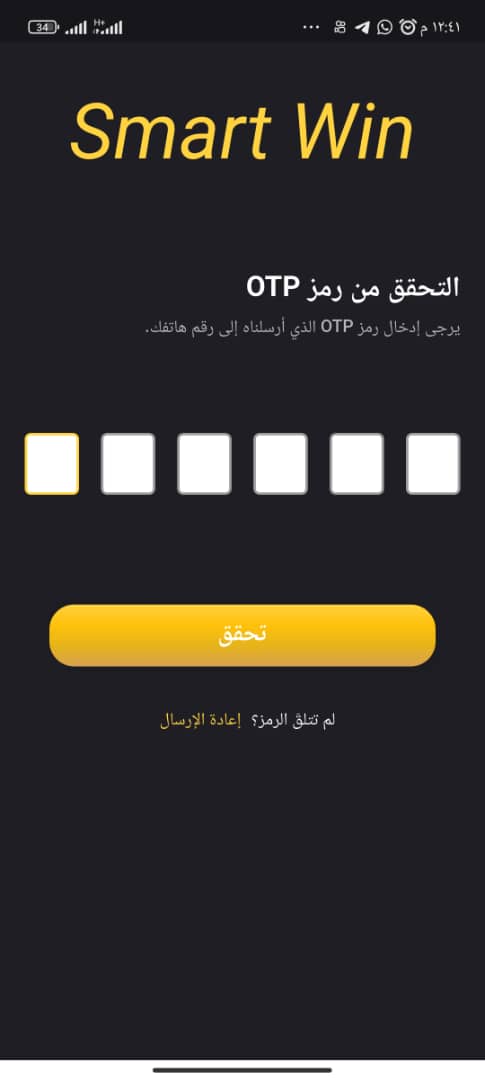 34 H+ ... ١٢:٤١ م
Smart Win
التحقق من رمز OTP
يرجى إدخال رمز OTP الذي أرسلناه إلى رقم هاتفك.
تحقق
لم تتلق الرمز؟ إعادة الإرسال